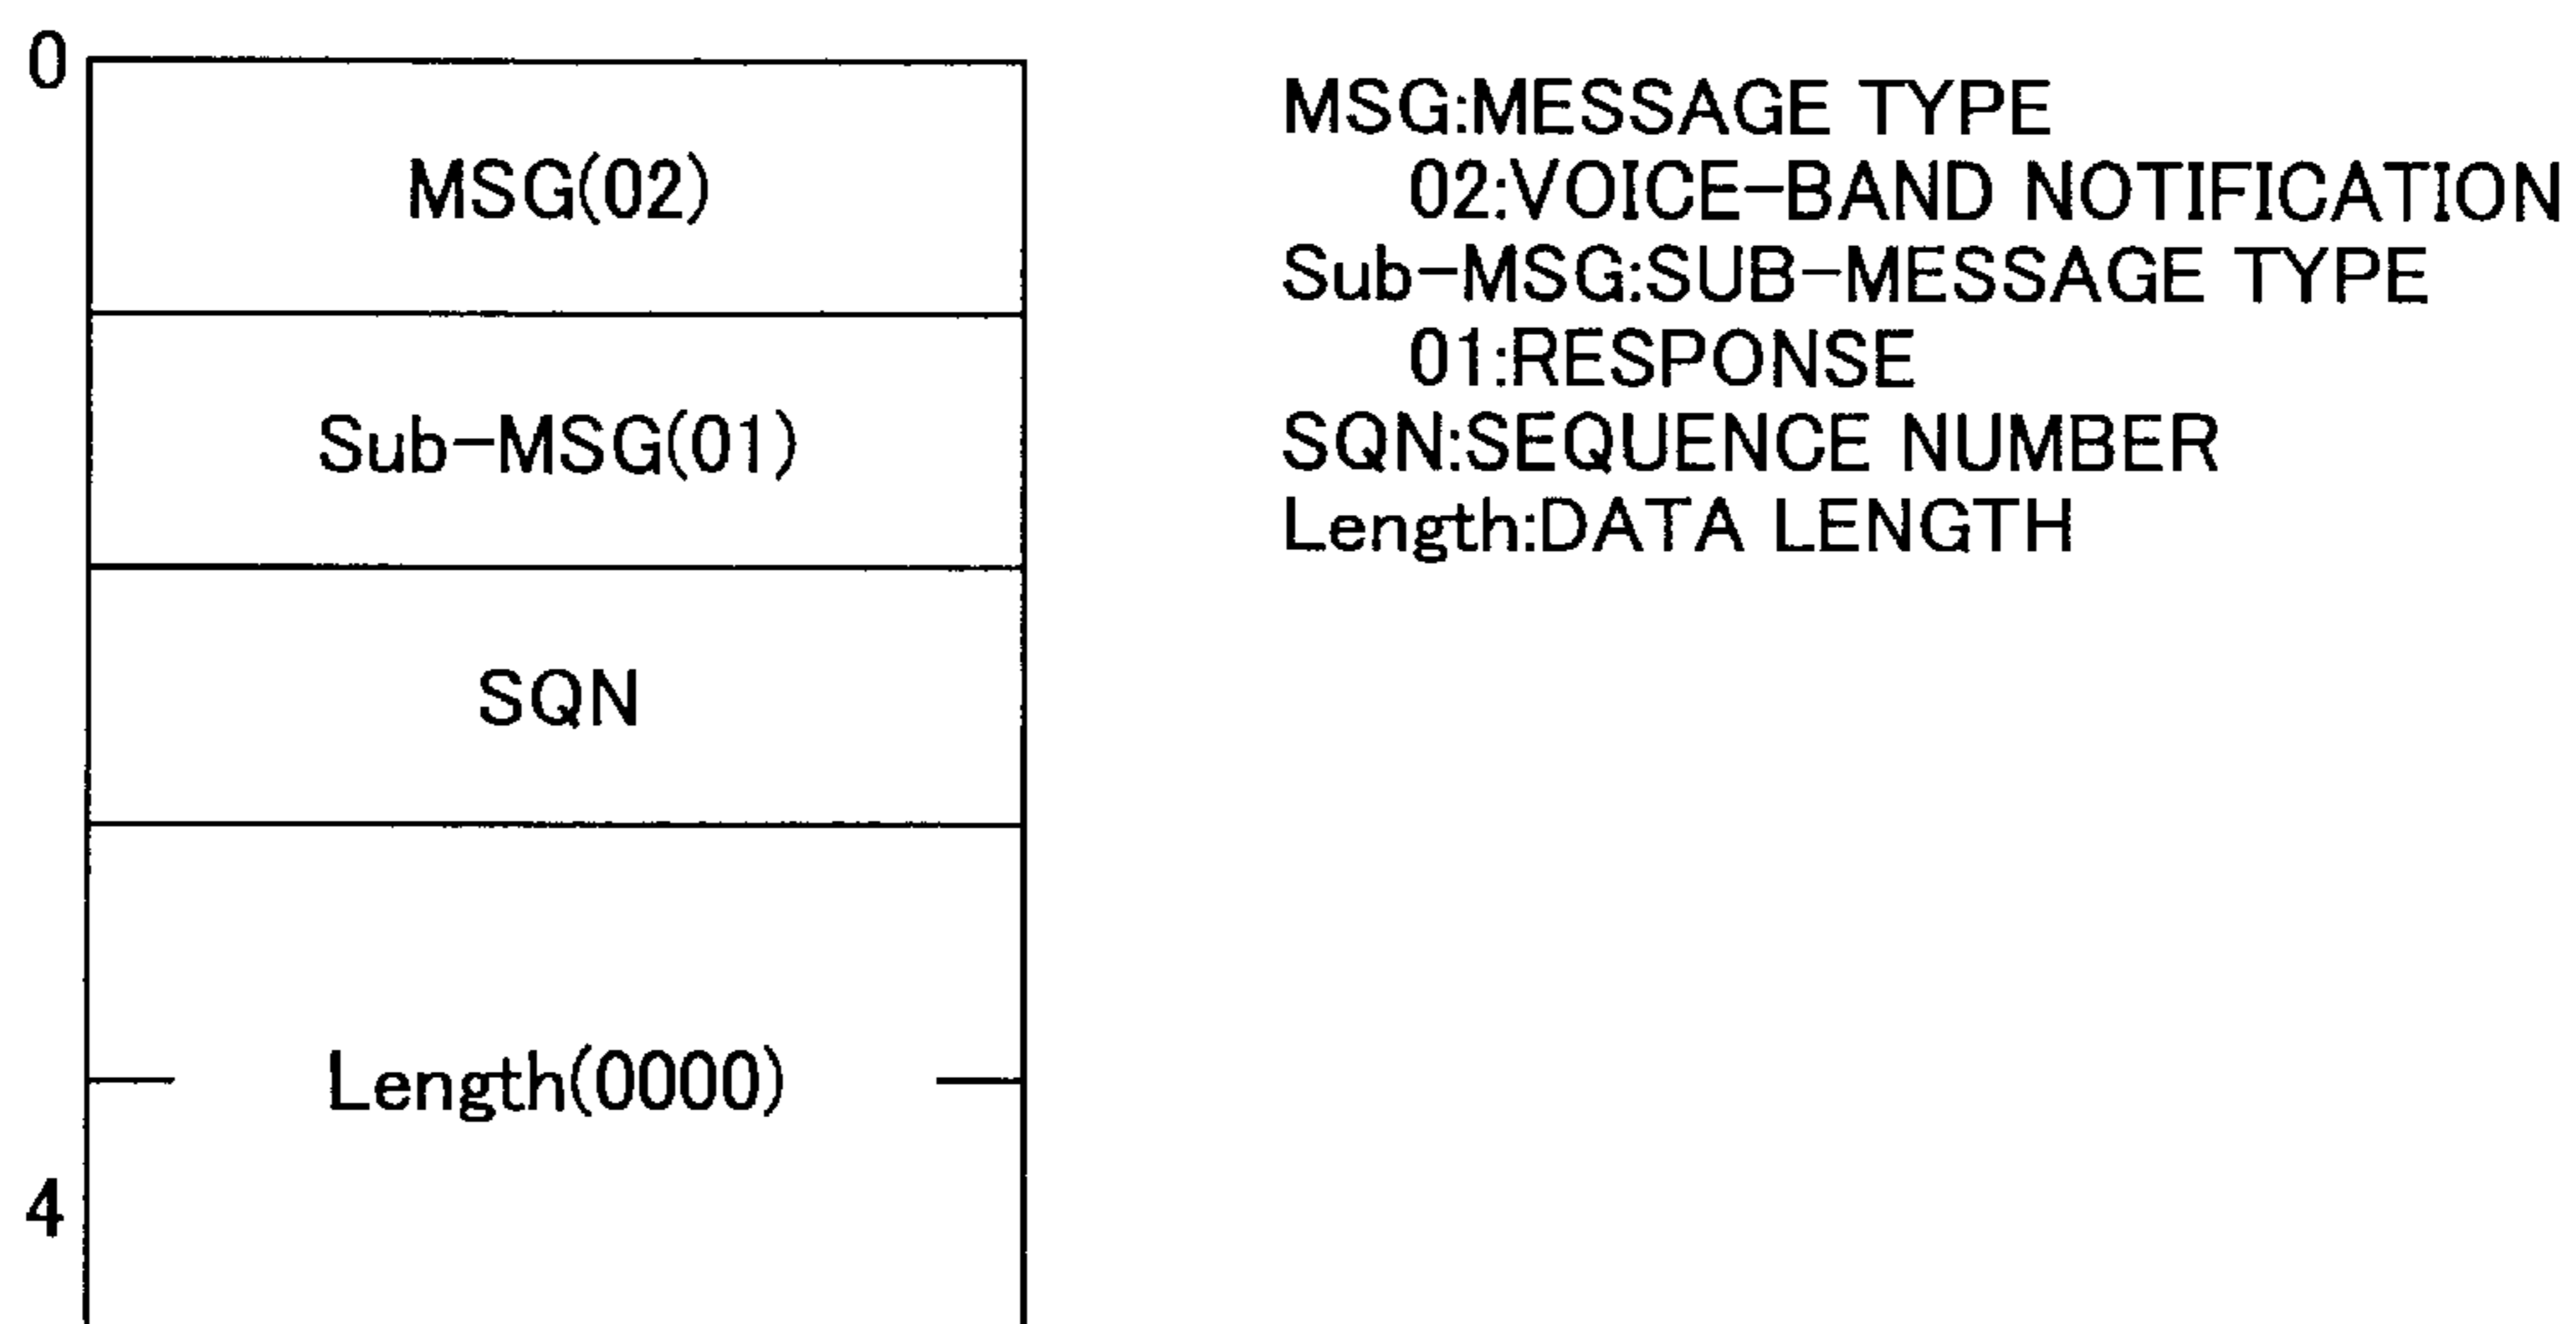 0
MSG(02)
Sub-MSG(01)
SQN
Length(0000)
4
MSG:MESSAGE TYPE
02:VOICE-BAND NOTIFICATION
Sub-MSG:SUB-MESSAGE TYPE
01:RESPONSE
SQN:SEQUENCE NUMBER
Length:DATA LENGTH